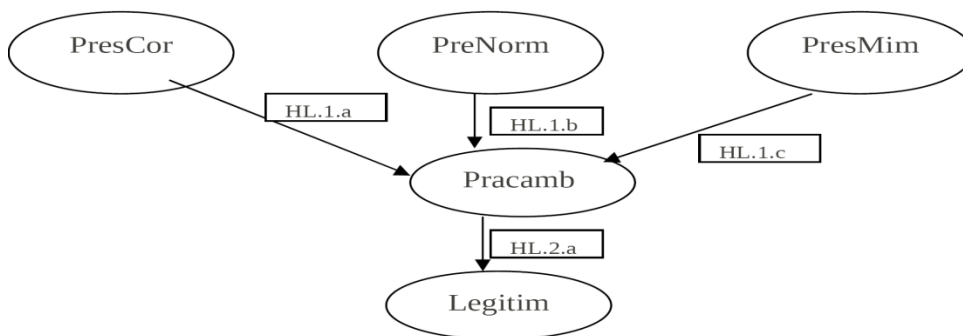 PresCor
PreNorm
PresMim
HL.1.a
HL.1.b
HL.1.c
Pracamb
HL.2.a
Legitim